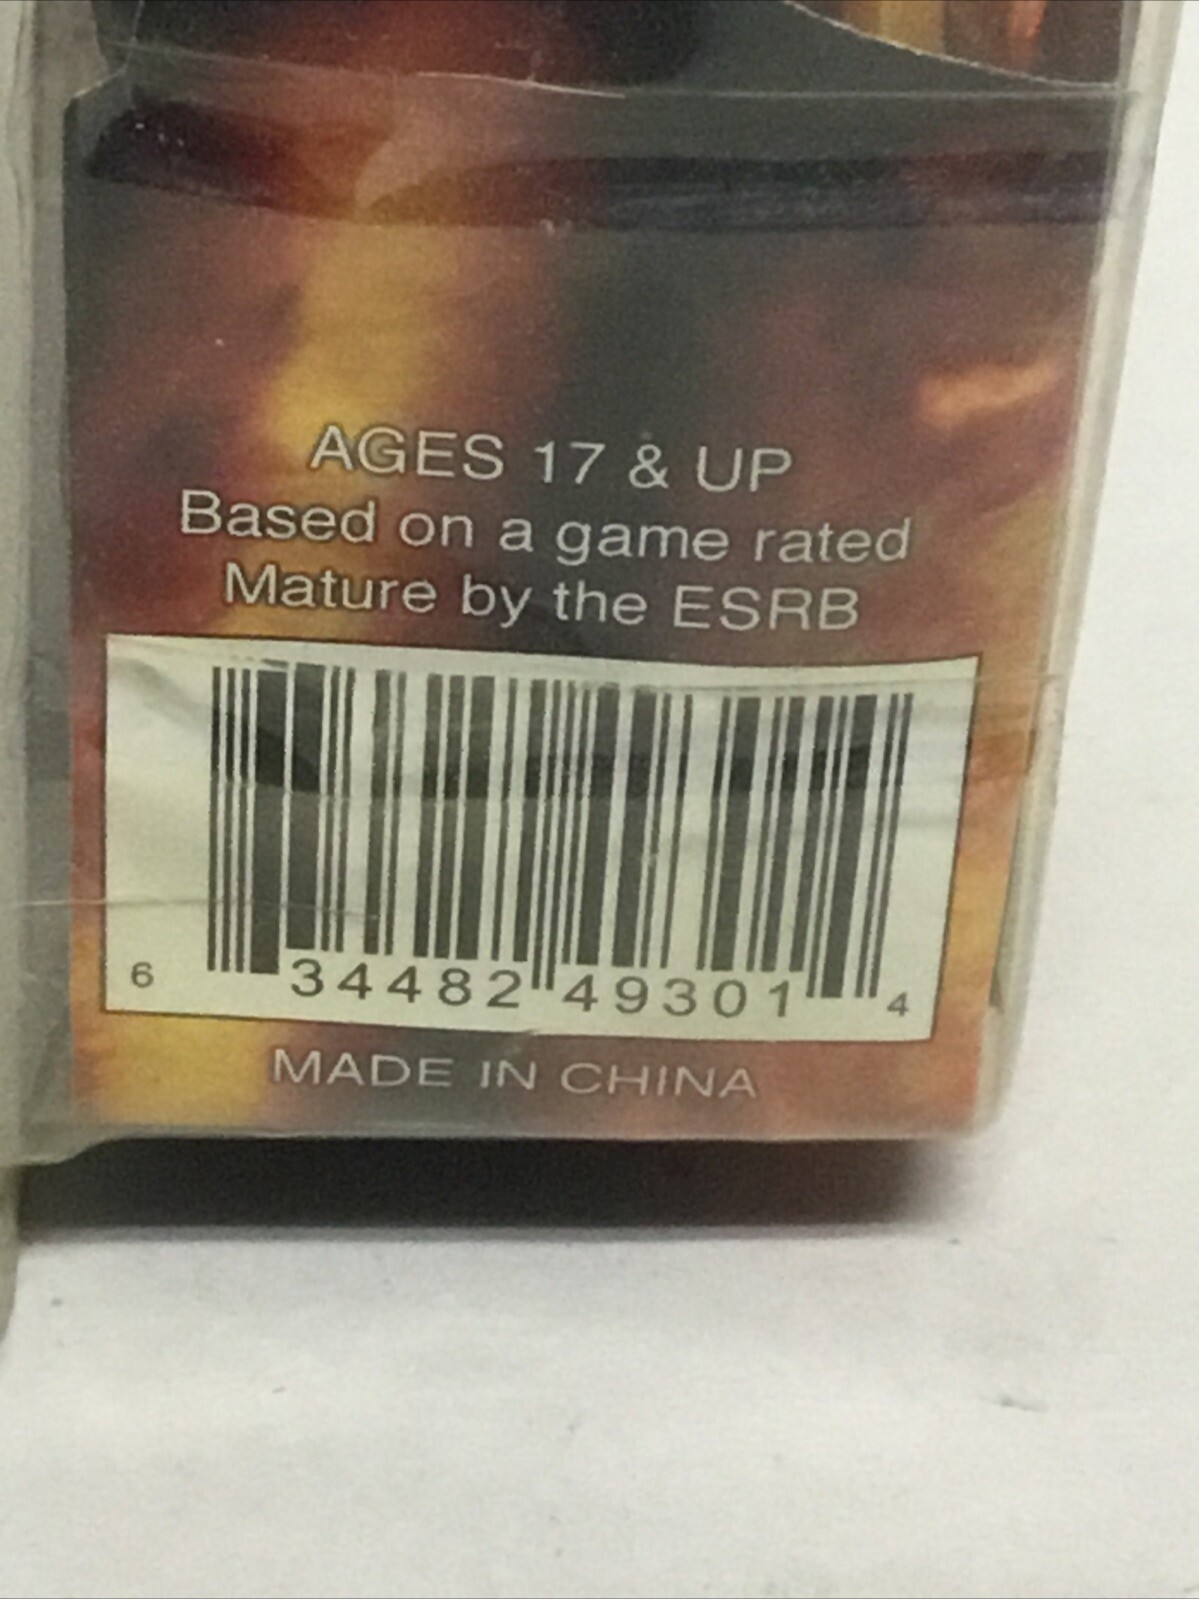 AGES 17 & UP
Based on a game rated
Mature by the ESRB
6 34482 49301 4
MADE IN CHINA